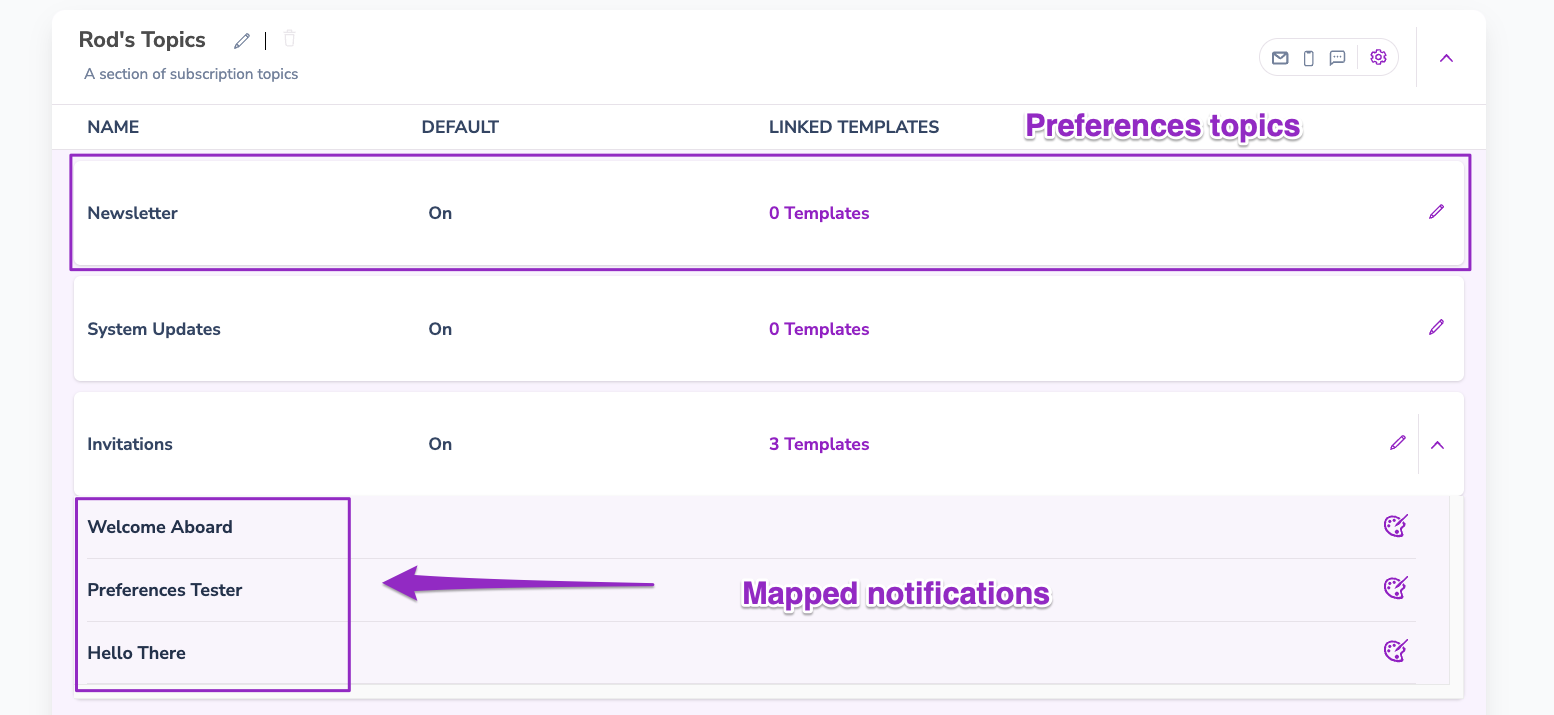 Rod's Topics
A section of subscription topics
NAME DEFAULT LINKED TEMPLATES Preferences topics
Newsletter On 0 Templates
System Updates On 0 Templates
Invitations On 3 Templates
Welcome Aboard
Preferences Tester
Mapped notifications
Hello There